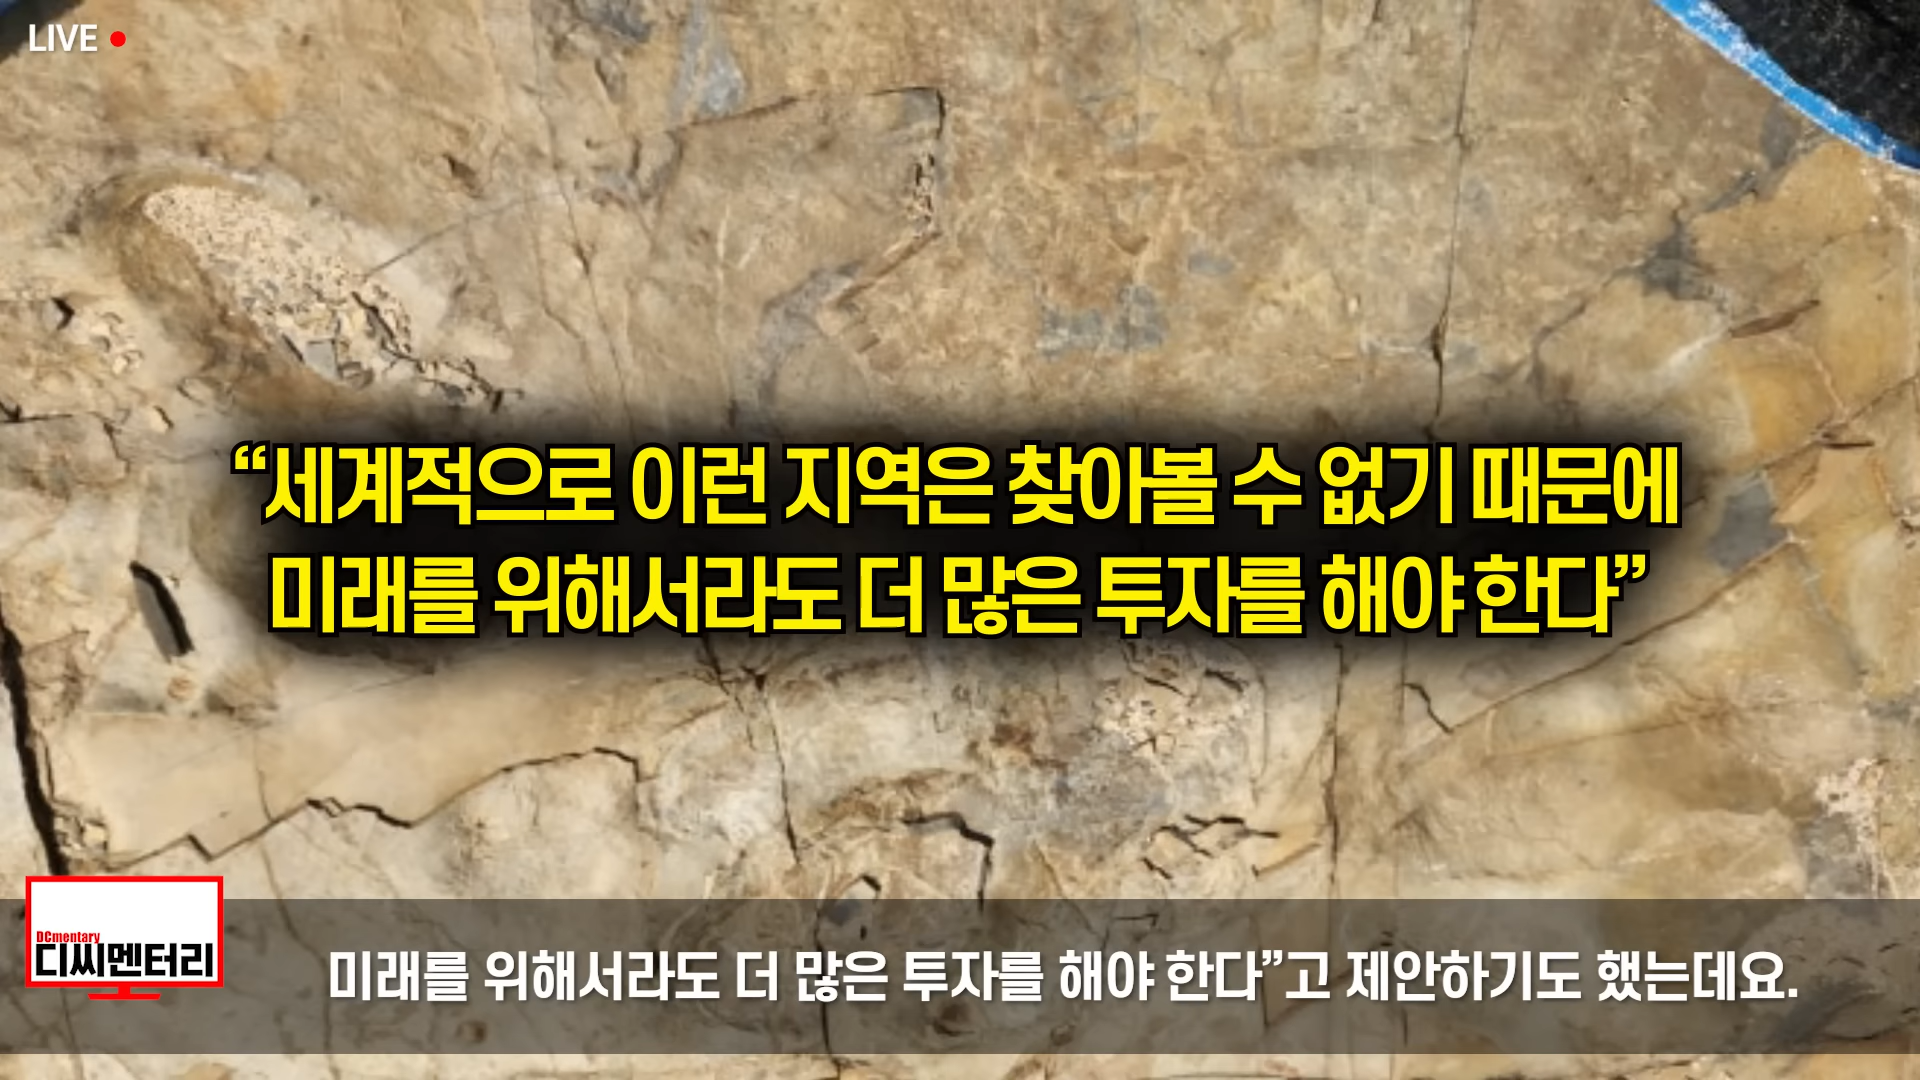 LIVE
“세계적으로 이런 지역은 찾아볼 수 없기 때문에
미래를 위해서라도 더 많은 투자를 해야 한다”
DCmentary
디씨멘터리
미래를 위해서라도 더 많은 투자를 해야 한다”고 제안하기도 했는데요.